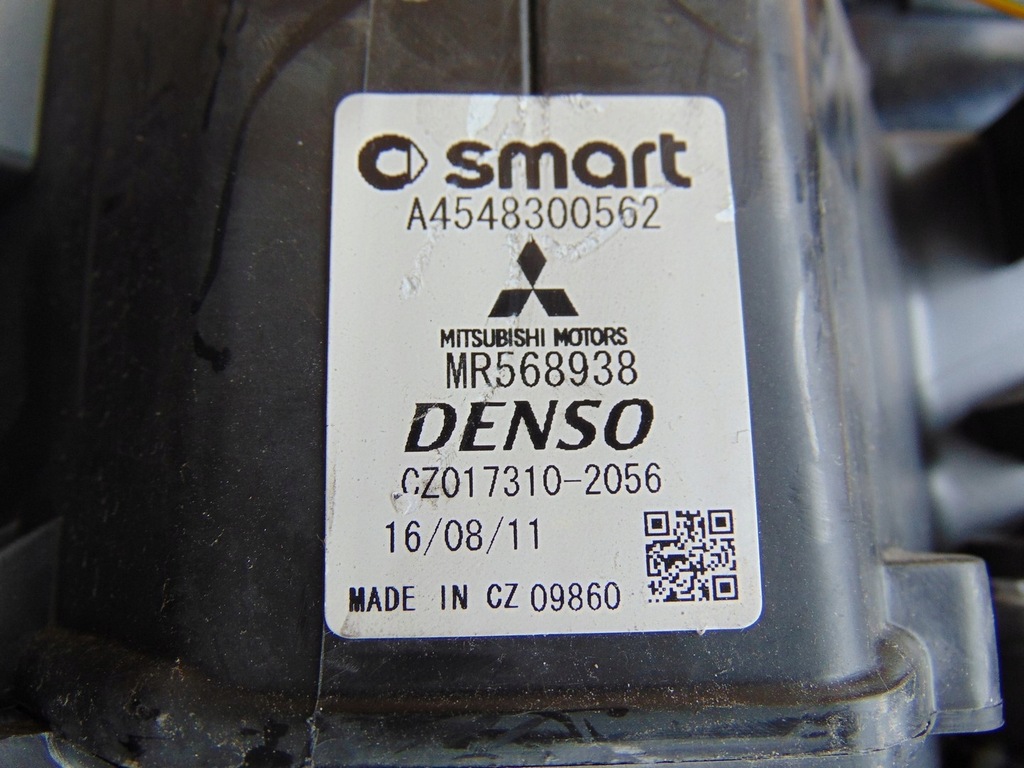 smart
A4548300562
MITSUBISHI MOTORS
MR568938
DENSO
CZ017310-2056
16/08/11
MADE IN CZ 09860